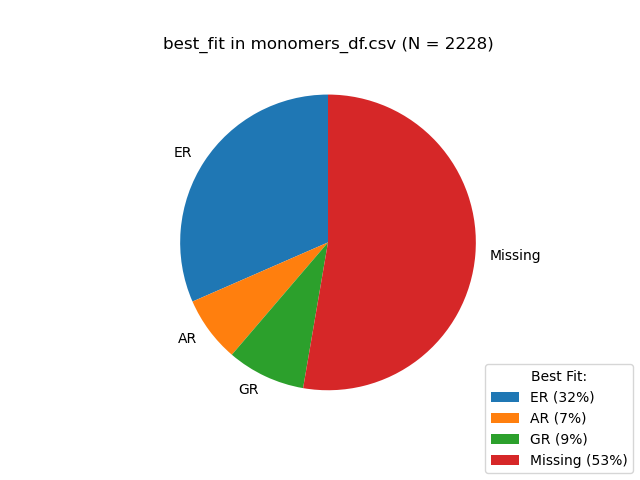 best_fit in monomers_df.csv (N = 2228)
ER
Missing
AR
GR
Best Fit:
ER (32%)
AR (7%)
GR (9%)
Missing (53%)